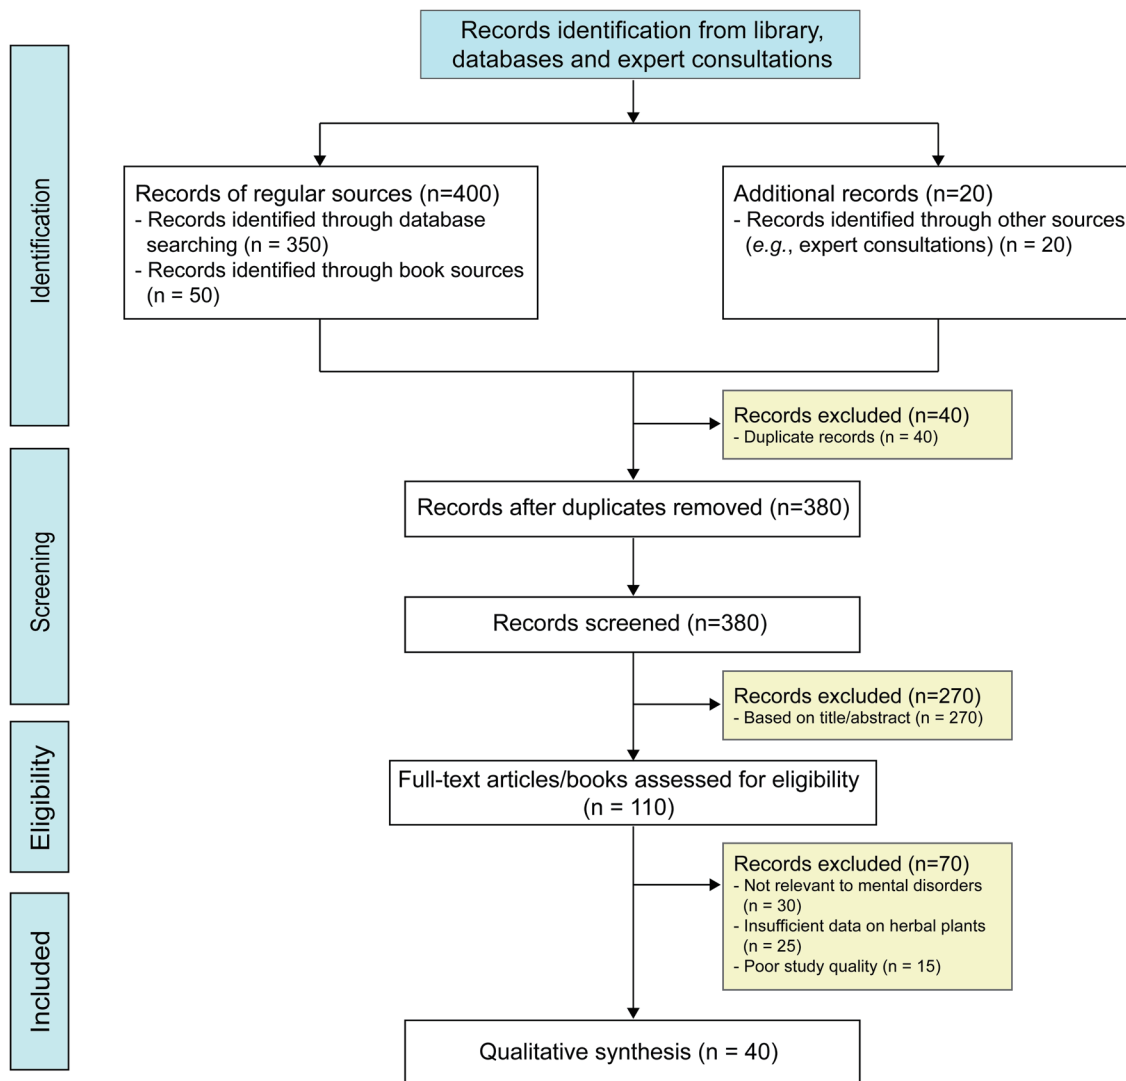 Records identification from library,
databases and expert consultations
Identification
Records of regular sources (n=400)
- Records identified through database
searching (n = 350)
- Records identified through book sources
(n = 50)
Additional records (n=20)
- Records identified through other sources
(e.g., expert consultations) (n = 20)
Records excluded (n=40)
- Duplicate records (n = 40)
Screening
Records after duplicates removed (n=380)
Records screened (n=380)
Records excluded (n=270)
- Based on title/abstract (n = 270)
Eligibility
Full-text articles/books assessed for eligibility
(n = 110)
Records excluded (n=70)
- Not relevant to mental disorders
(n = 30)
- Insufficient data on herbal plants
(n = 25)
- Poor study quality (n = 15)
Included
Qualitative synthesis (n = 40)